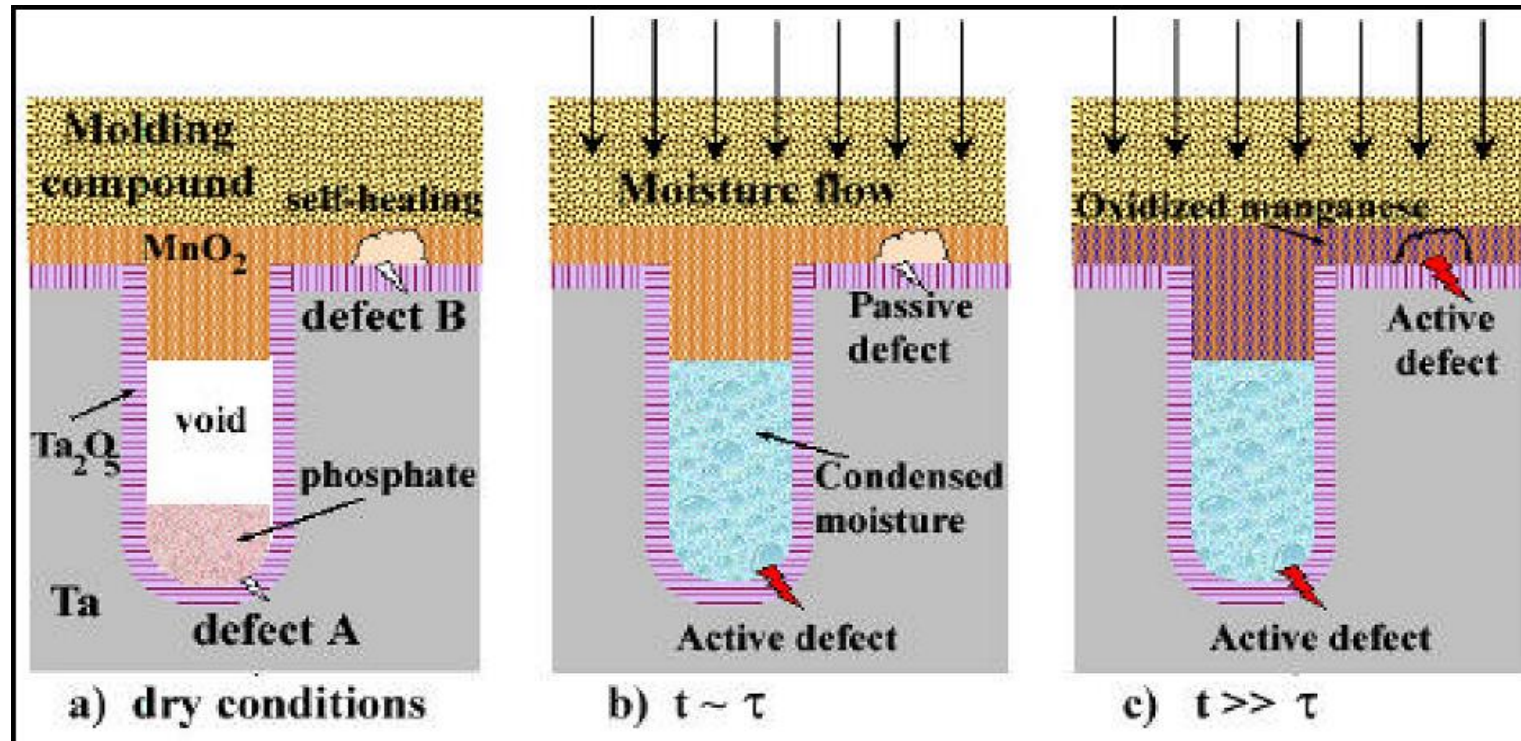 Molding
compound
self-healing
MnO2
defect B
void
Ta2O5
phosphate
Ta
defect A
a) dry conditions
Moisture flow
Passive
defect
Condensed
moisture
Active defect
b) t ~ τ
Oxidized manganese
Active
defect
Active defect
c) t >> τ